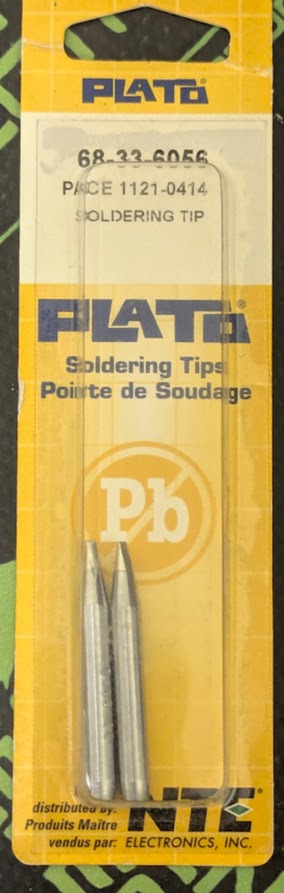 PLATO®
68-33-6056
PACE 1121-0414
SOLDERING TIP
PLATO®
Soldering Tips
Pointe de Soudage
Pb
distributed by:
Produits Maître
vendus par:
NTE®
ELECTRONICS, INC.